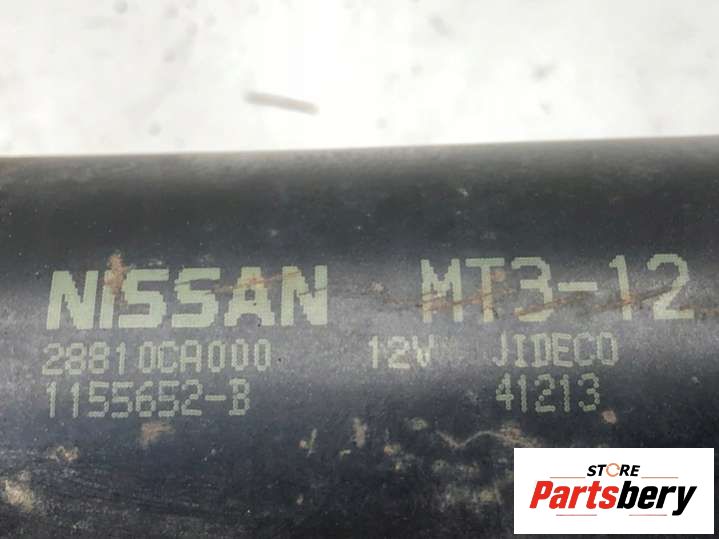 NISSAN MT3-12
28810CA000 12V JIDECO
1155652-B 41213
STORE
Partsbery